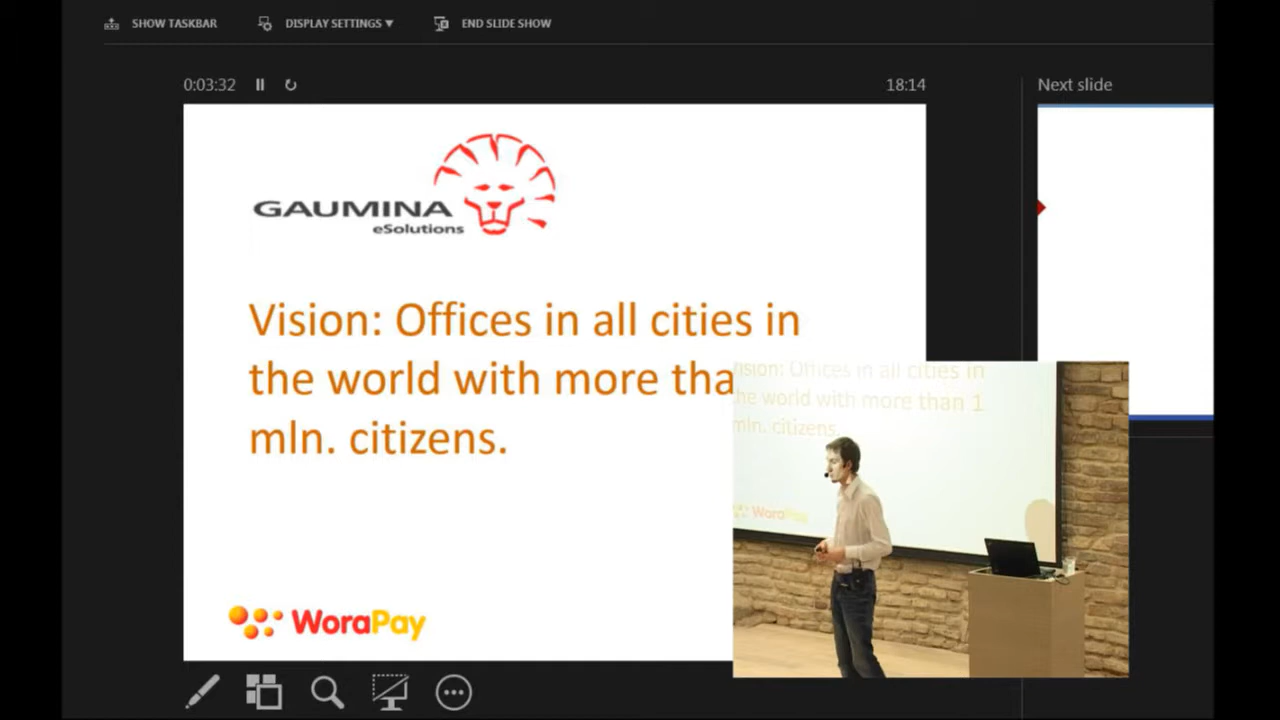 SHOW TASKBAR
DISPLAY SETTINGS ▼
END SLIDE SHOW
0:03:32
18:14
Next slide
GAUMINA
eSolutions
Vision: Offices in all cities in
the world with more tha
mln. citizens.
WoraPay
ision: Offices in all cities in
he world with more than 1
mln. citizens.
WoraPay